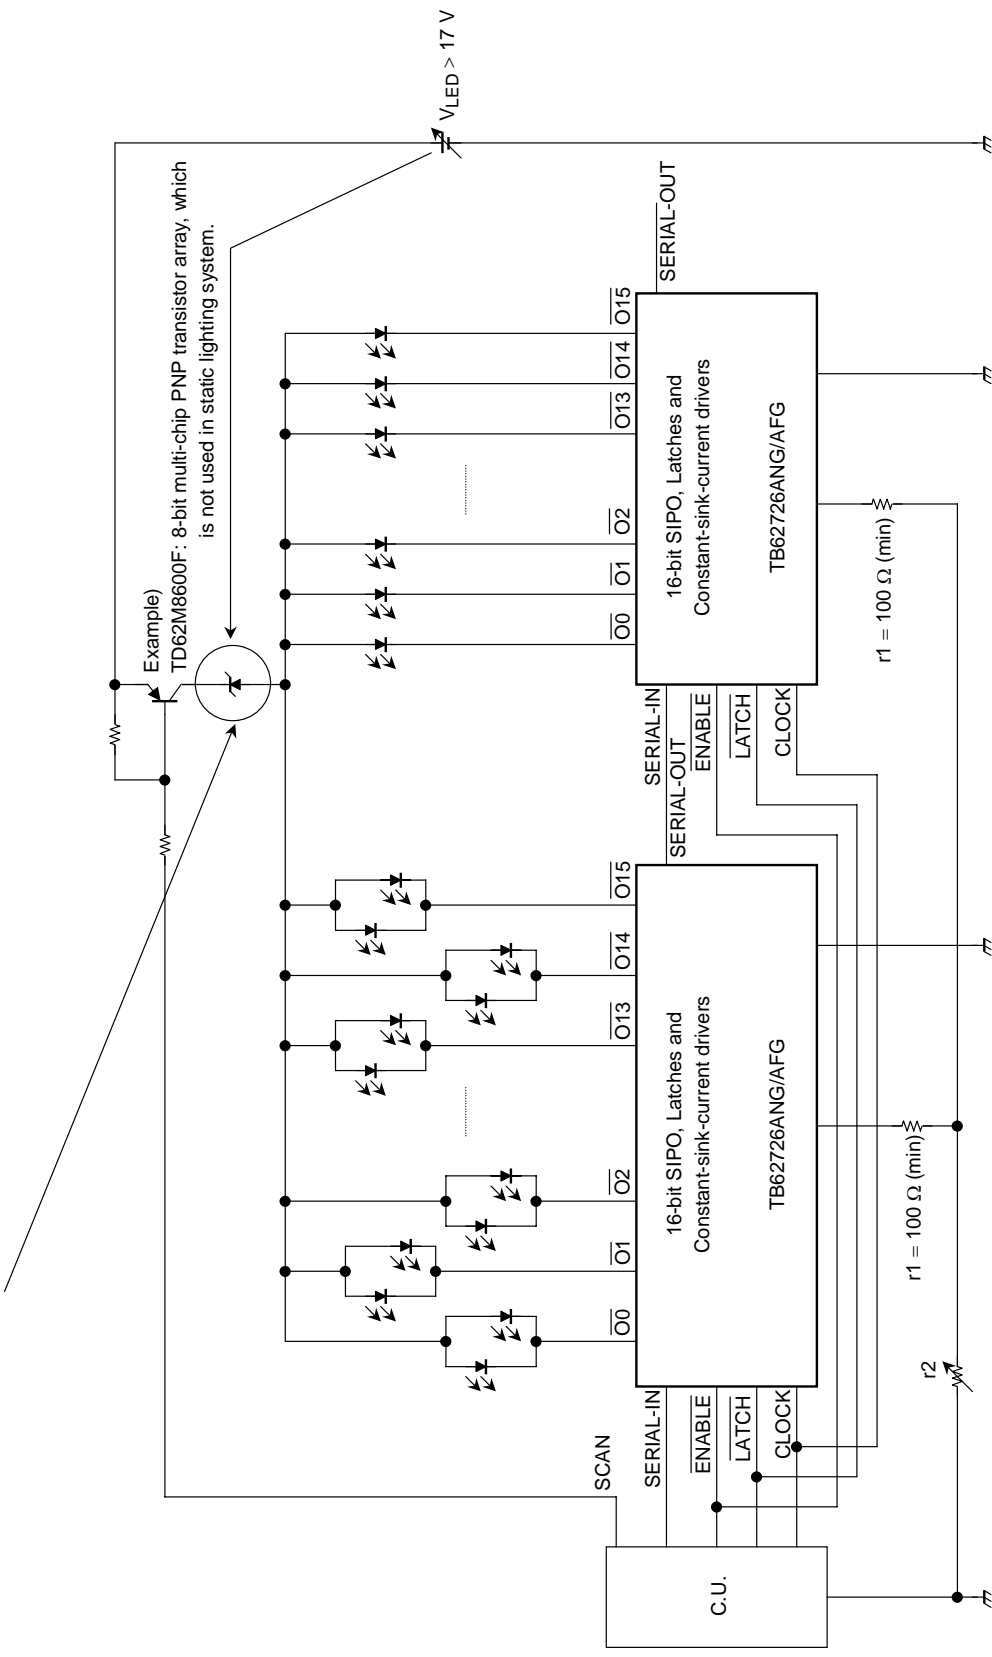 V̅LED > 17 V
Example)
TD62M8600F: 8-bit multi-chip PNP transistor array, which
is not used in static lighting system.
SCAN
C.U.
SERIAL-IN
ENABLE
LATCH
CLOCK
O0
O1
O2
O13
O14
O15
16-bit SIPO, Latches and
Constant-sink-current drivers
TB62726ANG/AFG
SERIAL-OUT
r1 = 100 Ω (min)
r2
SERIAL-IN
ENABLE
LATCH
CLOCK
O0
O1
O2
O13
O14
O15
16-bit SIPO, Latches and
Constant-sink-current drivers
TB62726ANG/AFG
SERIAL-OUT
r1 = 100 Ω (min)